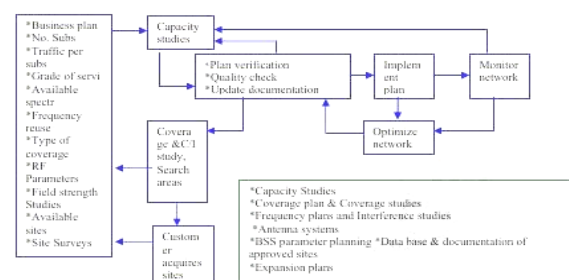 *Business plan
*No. Subs
*Traffic per
subs
*Grade of servi
*Available
spectr
*Frequency
reuse
*Type of
coverage
*RF
Parameters
*Field strength
Studies
*Available
sites
*Site Surveys
Capacity
studies
*Plan verification
*Quality check
*Update documentation
Implem
ent
plan
Monitor
network
Optimize
network
Covera
ge &C/I
study,
Search
areas
Custom
er
acquires
sites
*Capacity Studies
*Coverage plan & Coverage studies
*Frequency plans and Interference studies
*Antenna systems
*BSS parameter planning *Data base & documentation of
approved sites
*Expansion plans